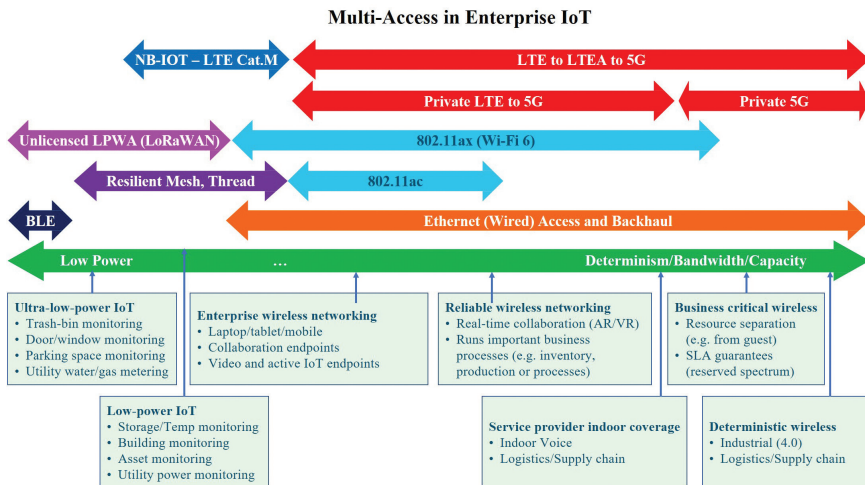 Multi-Access in Enterprise IoT
NB-IOT – LTE Cat.M
LTE to LTEA to 5G
Private LTE to 5G
Private 5G
Unlicensed LPWA (LoRaWAN)
802.11ax (Wi-Fi 6)
Resilient Mesh, Thread
802.11ac
BLE
Ethernet (Wired) Access and Backhaul
Low Power
...
Determinism/Bandwidth/Capacity
Ultra-low-power IoT
• Trash-bin monitoring
• Door/window monitoring
• Parking space monitoring
• Utility water/gas metering
Enterprise wireless networking
• Laptop/tablet/mobile
• Collaboration endpoints
• Video and active IoT endpoints
Reliable wireless networking
• Real-time collaboration (AR/VR)
• Runs important business
processes (e.g. inventory,
production or processes)
Business critical wireless
• Resource separation
(e.g. from guest)
• SLA guarantees
(reserved spectrum)
Low-power IoT
• Storage/Temp monitoring
• Building monitoring
• Asset monitoring
• Utility power monitoring
Service provider indoor coverage
• Indoor Voice
• Logistics/Supply chain
Deterministic wireless
• Industrial (4.0)
• Logistics/Supply chain